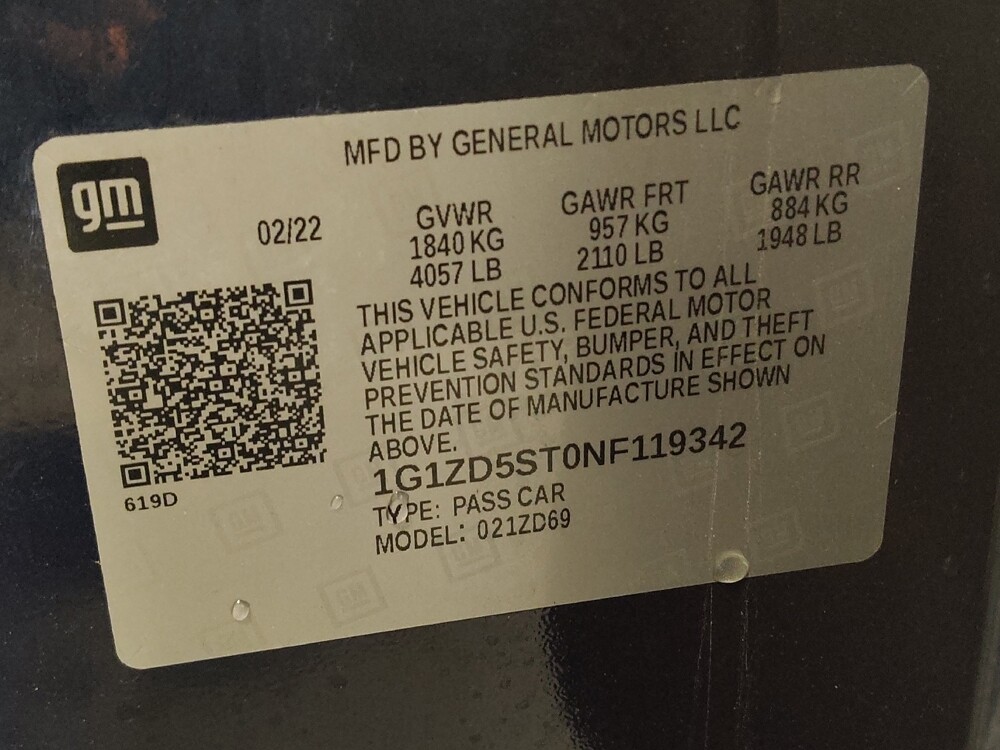 MFD BY GENERAL MOTORS LLC
gm
02/22
GVWR
1840 KG
4057 LB
GAWR FRT
957 KG
2110 LB
GAWR RR
884 KG
1948 LB
THIS VEHICLE CONFORMS TO ALL
APPLICABLE U.S. FEDERAL MOTOR
VEHICLE SAFETY, BUMPER, AND THEFT
PREVENTION STANDARDS IN EFFECT ON
THE DATE OF MANUFACTURE SHOWN
ABOVE.
1G1ZD5ST0NF119342
TYPE: PASS CAR
MODEL: 021ZD69
619D